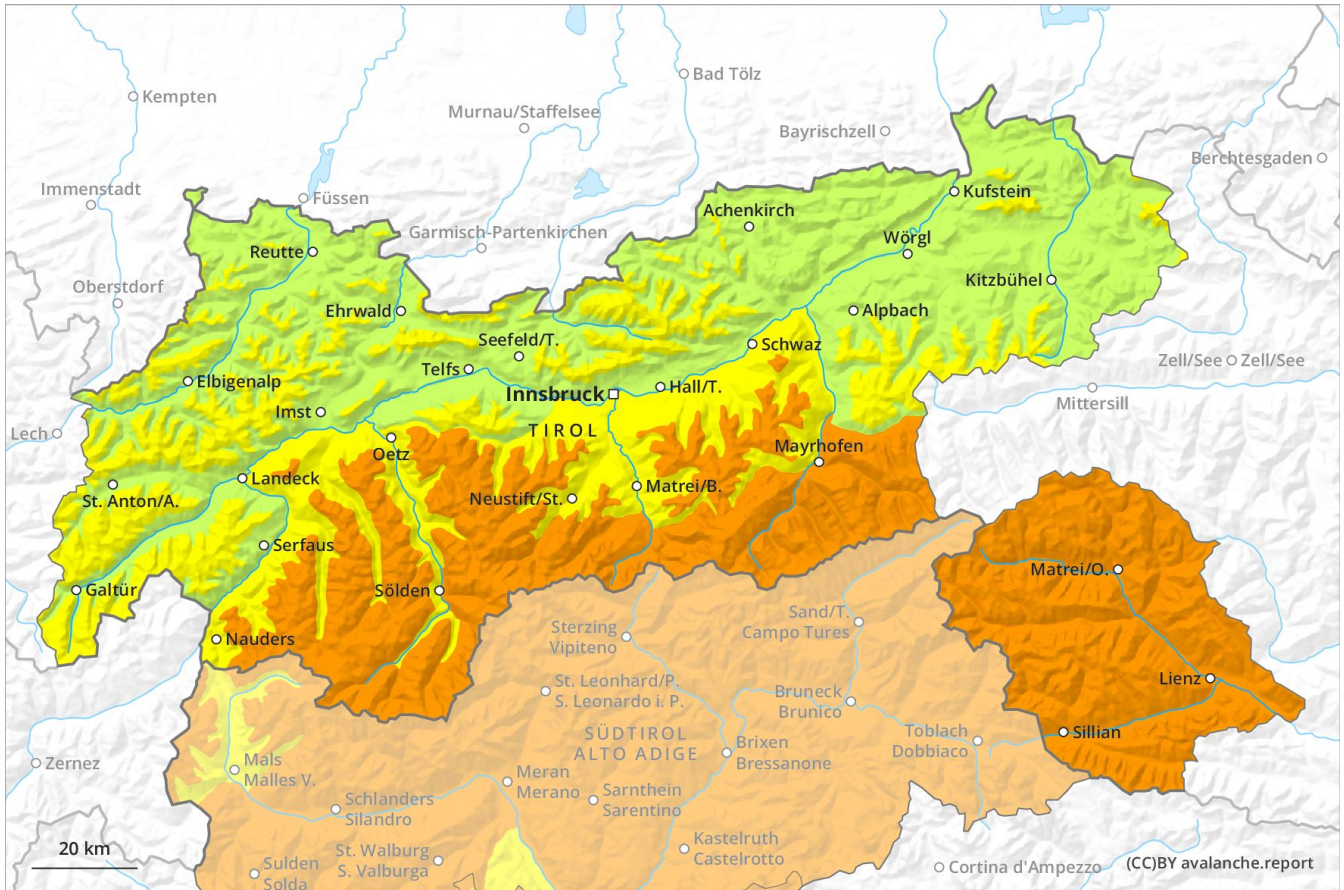 Kempten
Bad Tölz
Murnau/Staffelsee
Bayrischzell
Berchtesgaden
Immenstadt
Füssen
Kufstein
Achenkirch
Garmisch-Partenkirchen
Wörgl
Reutte
Oberstdorf
Kitzbühel
Ehrwald
Alpbach
Seefeld/T.
Schwaz
Zell/See
Zell/See
Telfs
Elbigenalp
Innsbruck
Hall/T.
Mittersill
Imst
TIROL
Lech
Oetz
Mayrhofen
Landeck
Matrei/B.
St. Anton/A.
Neustift/St.
Serfaus
Matrei/O.
Galtür
Sölden
Sand/T.
Campo Tures
Sterzing
Vipiteno
Nauders
Lienz
St. Leonhard/P.
S. Leonardo i. P.
Bruneck
Brunico
SÜDTIROL
ALTO ADIGE
Toblach
Dobbiaco
Sillian
Brixen
Bressanone
Zernez
Mals
Malles V.
Meran
Merano
Sarnthein
Sarentino
Schlanders
Silandro
Kastelruth
Castelrotto
20 km
St. Walburg
S. Valburga
Sulden
Solda
Cortina d'Ampezzo
(CC)BY avalanche.report